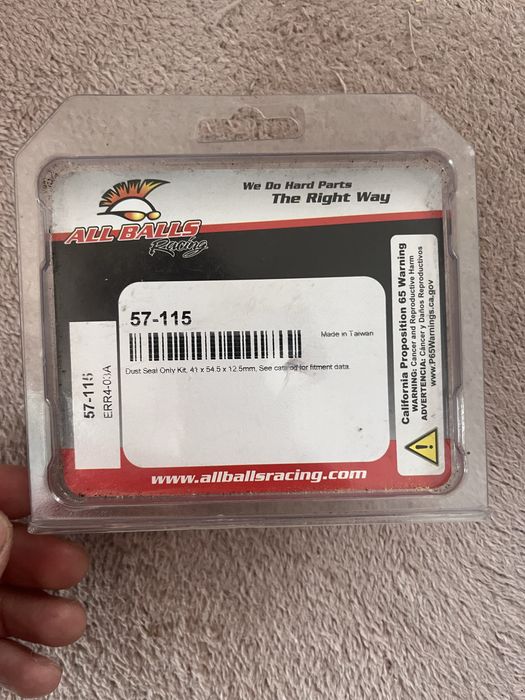 We Do Hard Parts
The Right Way
ALL BALLS
Racing
57-115
Made in Taiwan
Dust Seal Only Kit, 41 x 54.5 x 12.5mm, See catalog for fitment data.
57-115
ERR4-03A
California Proposition 65 Warning
WARNING: Cancer and Reproductive Harm
ADVERTENCIA: Cáncer y Daños Reproductivos
www.P65Warnings.ca.gov
www.allballsracing.com